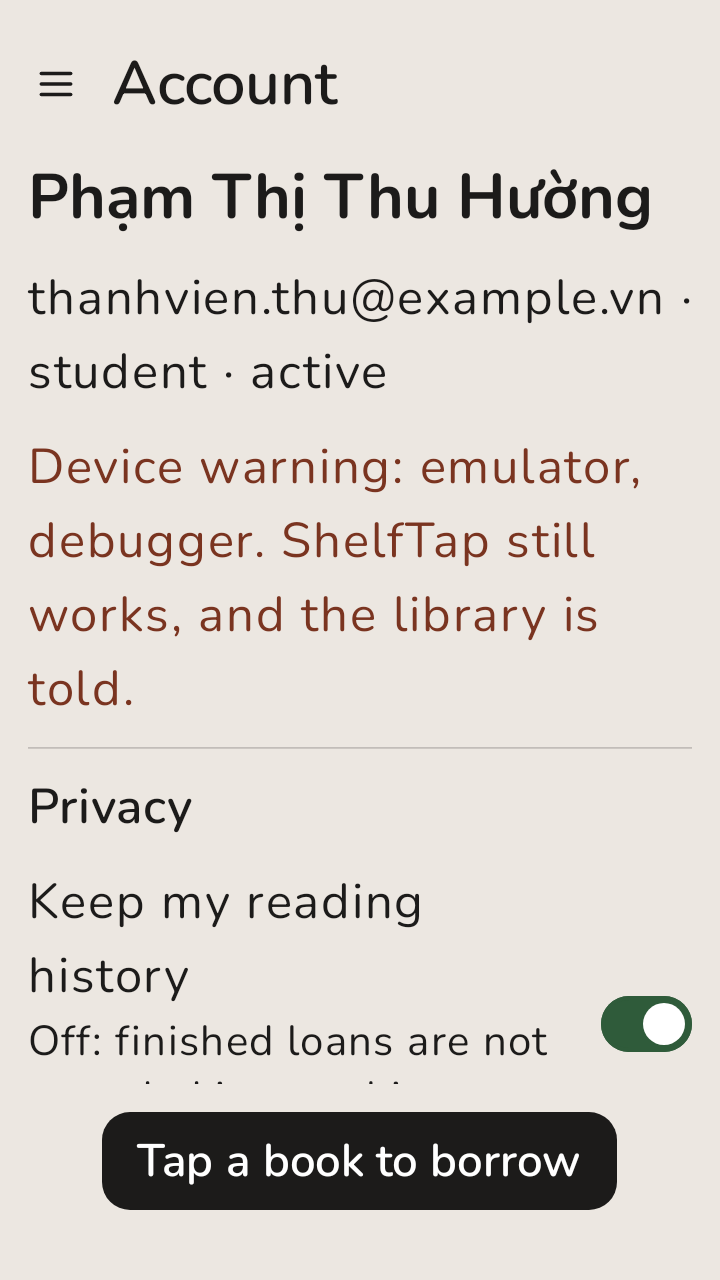 Account
Phạm Thị Thu Hường
thanhvien.thu@example.vn ·
student · active
Device warning: emulator,
debugger. ShelfTap still
works, and the library is
told.
Privacy
Keep my reading
history
Off: finished loans are not
Tap a book to borrow